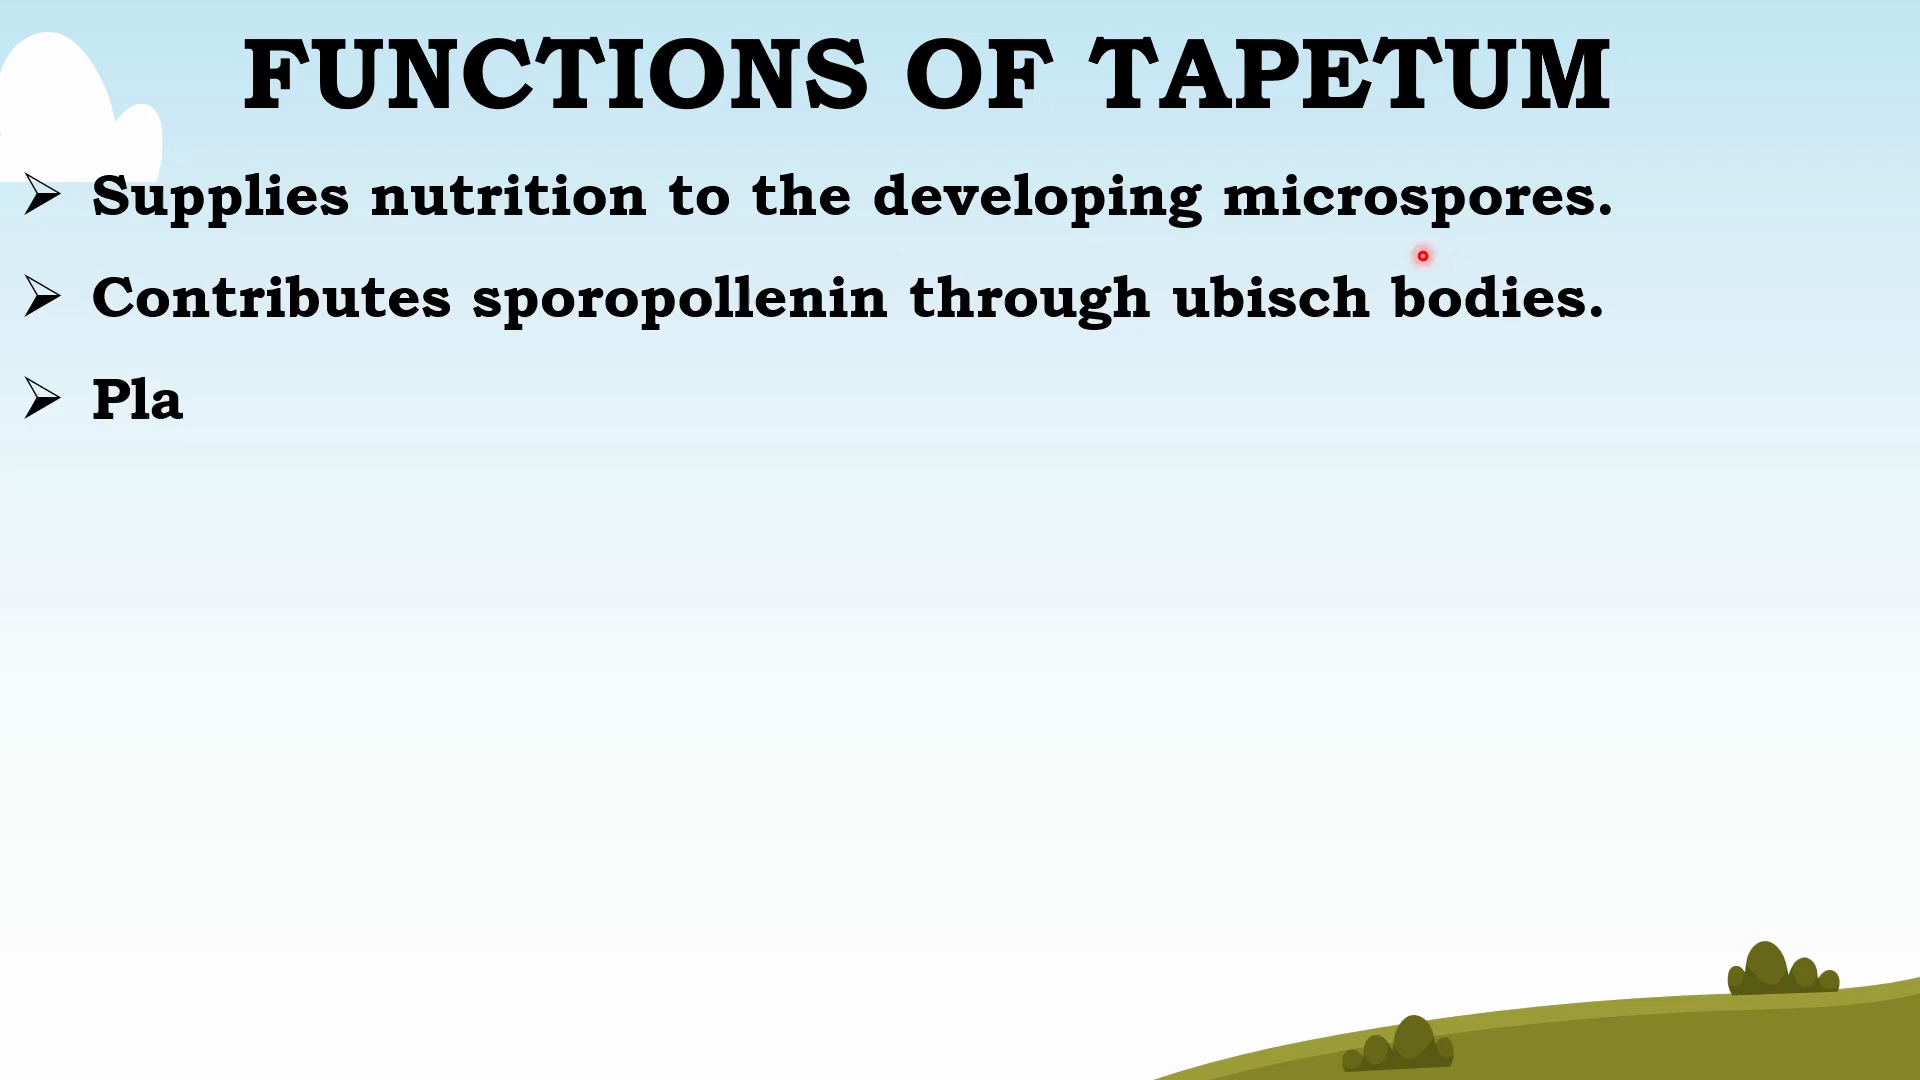 FUNCTIONS OF TAPETUM
➢ Supplies nutrition to the developing microspores.
➢ Contributes sporopollenin through ubisch bodies.
➢ Pla